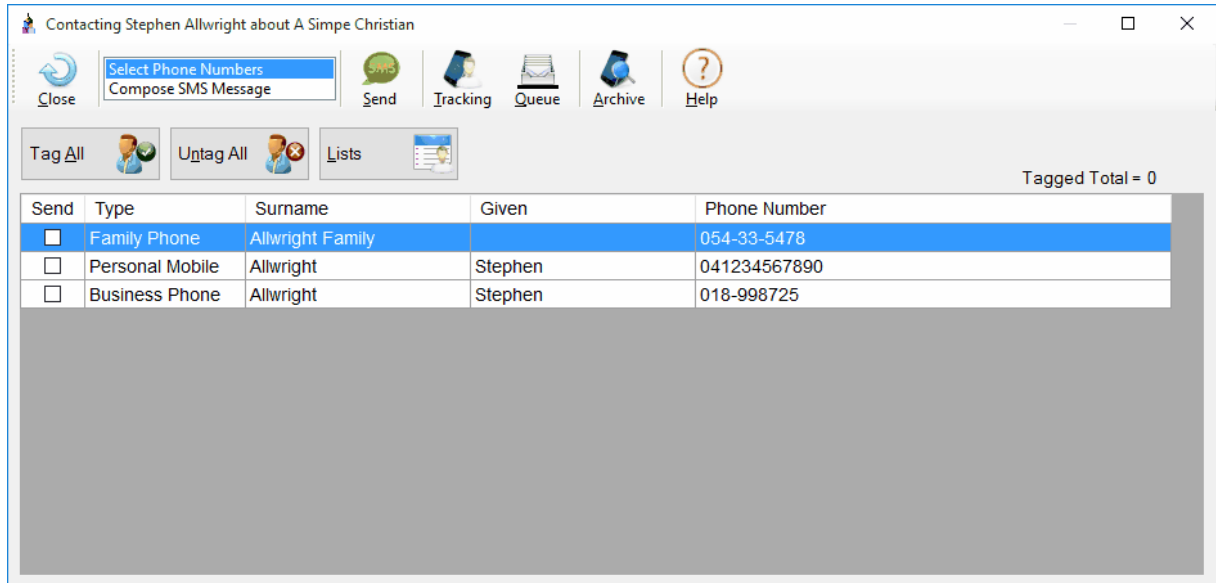 Contacting Stephen Allwright about A Simpe Christian
Select Phone Numbers
Compose SMS Message
SMS
Close
Send
Tracking
Queue
Archive
Help
Tag All
Untag All
Lists
Tagged Total = 0
Send Type Surname Given Phone Number
Family Phone Allwright Family 054-33-5478
Personal Mobile Allwright Stephen 041234567890
Business Phone Allwright Stephen 018-998725